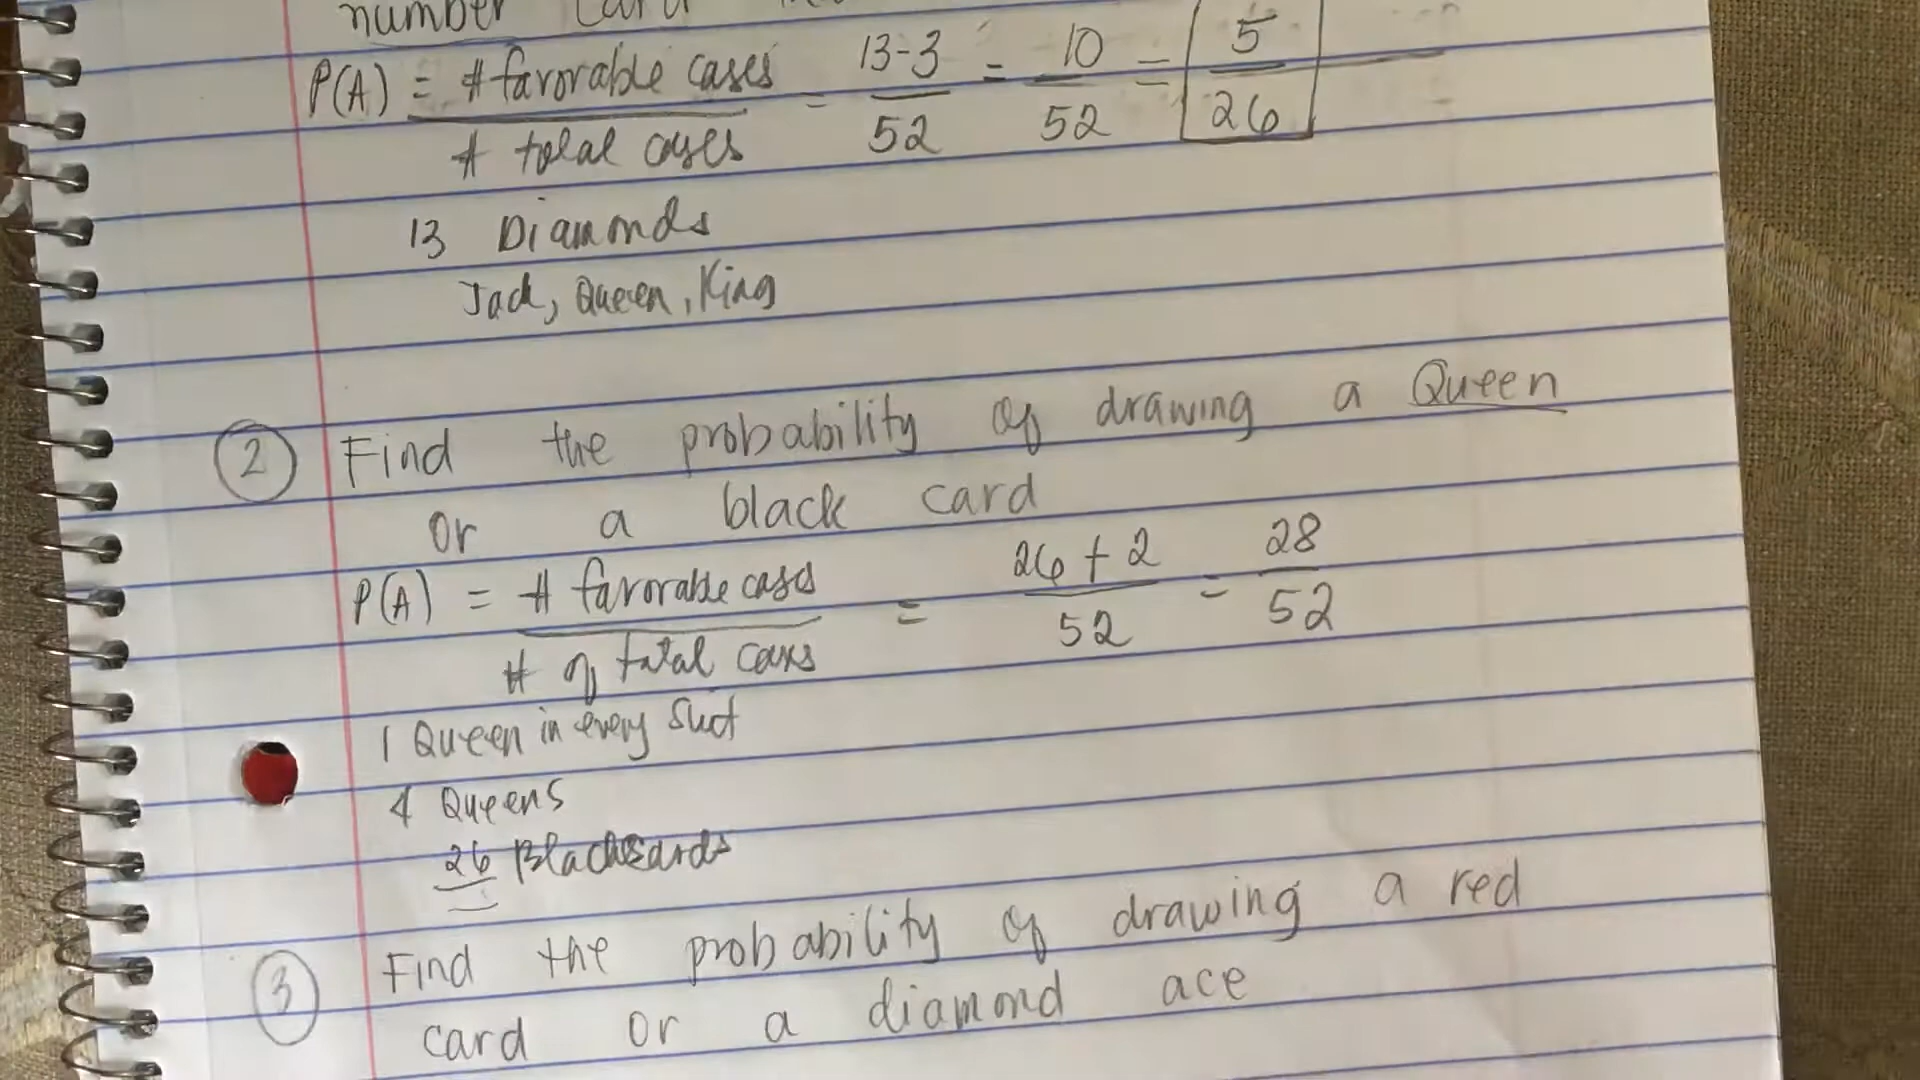 number card
P(A) = # favorable cases / # total cases = 13-3 / 52 = 10 / 52 = 5 / 26
13 Diamonds
Jack, Queen, King
2 Find the probability of drawing a Queen
or a black card
P(A) = # favorable cases / # of total cases = 26 + 2 / 52 = 28 / 52
1 Queen in every suit
4 Queens
26 Blackcards
3 Find the probability of drawing a red
card or a diamond ace